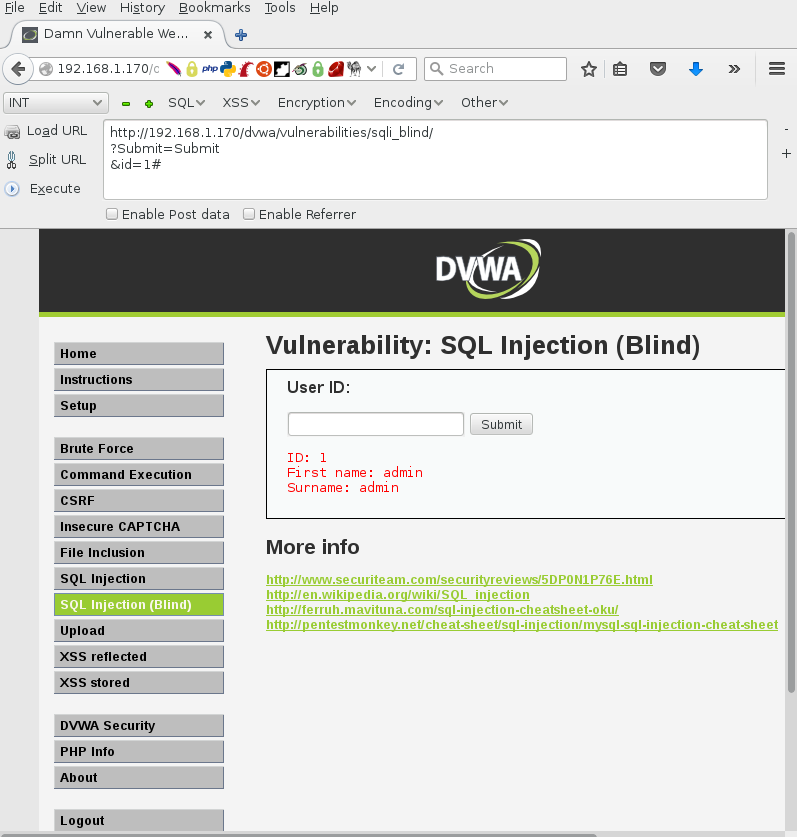 File Edit View History Bookmarks Tools Help
Damn Vulnerable We... ×
192.168.1.170/ php Search
INT SQL XSS Encryption Encoding Other
Load URL
Split URL
Execute
http://192.168.1.170/dvwa/vulnerabilities/sqli_blind/
?Submit=Submit
&id=1#
- 
+
Enable Post data Enable Referrer
DVWA
Home
Instructions
Setup
Brute Force
Command Execution
CSRF
Insecure CAPTCHA
File Inclusion
SQL Injection
SQL Injection (Blind)
Upload
XSS reflected
XSS stored
DVWA Security
PHP Info
About
Logout
Vulnerability: SQL Injection (Blind)
User ID:
Submit
ID: 1
First name: admin
Surname: admin
More info
http://www.securiteam.com/securityreviews/5DP0N1P76E.html
http://en.wikipedia.org/wiki/SQL_injection
http://ferruh.mavituna.com/sql-injection-cheatsheet-oku/
http://pentestmonkey.net/cheat-sheet/sql-injection/mysql-sql-injection-cheat-sheet